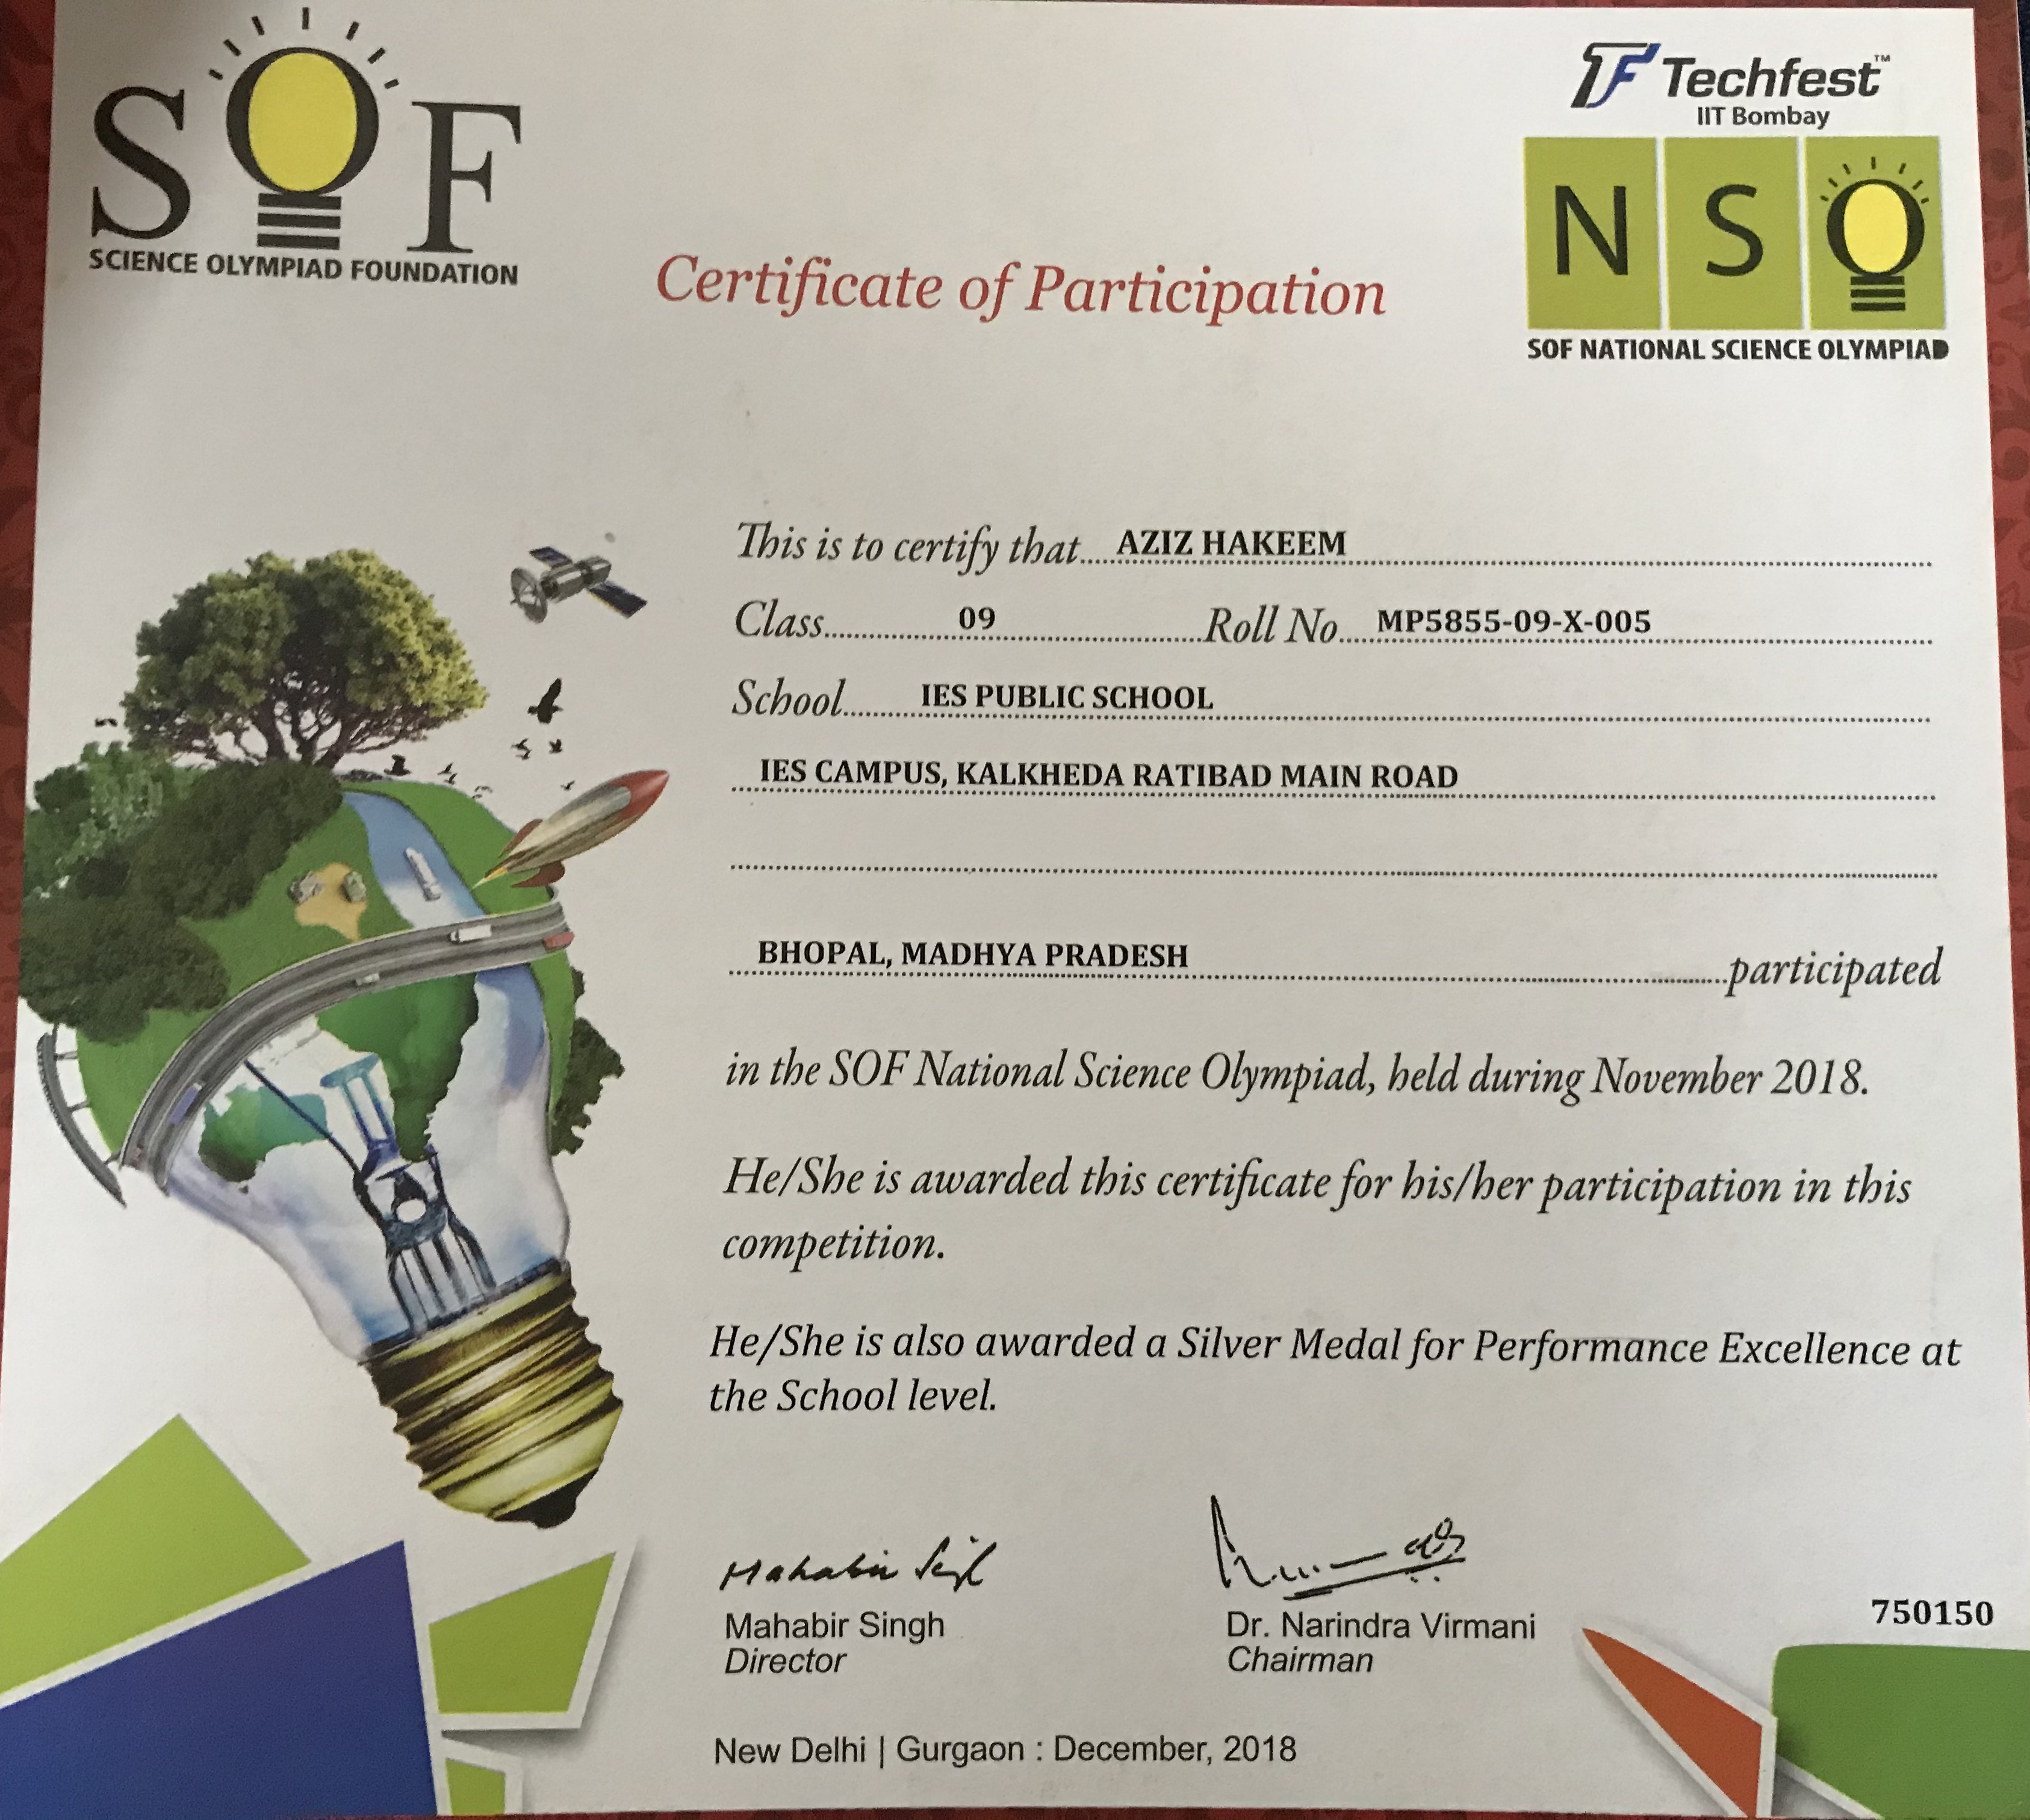 SOF
SCIENCE OLYMPIAD FOUNDATION
TF Techfest™
IIT Bombay
NSO
SOF NATIONAL SCIENCE OLYMPIAD
Certificate of Participation
This is to certify that AZIZ HAKEEM
Class 09 Roll No MP5855-09-X-005
School IES PUBLIC SCHOOL
IES CAMPUS, KALKHEDA RATIBAD MAIN ROAD
BHOPAL, MADHYA PRADESH participated
in the SOF National Science Olympiad, held during November 2018.
He/She is awarded this certificate for his/her participation in this
competition.
He/She is also awarded a Silver Medal for Performance Excellence at
the School level.
Mahabir Singh
Mahabir Singh
Director
Dr. Narindra Virmani
Chairman
750150
New Delhi | Gurgaon : December, 2018